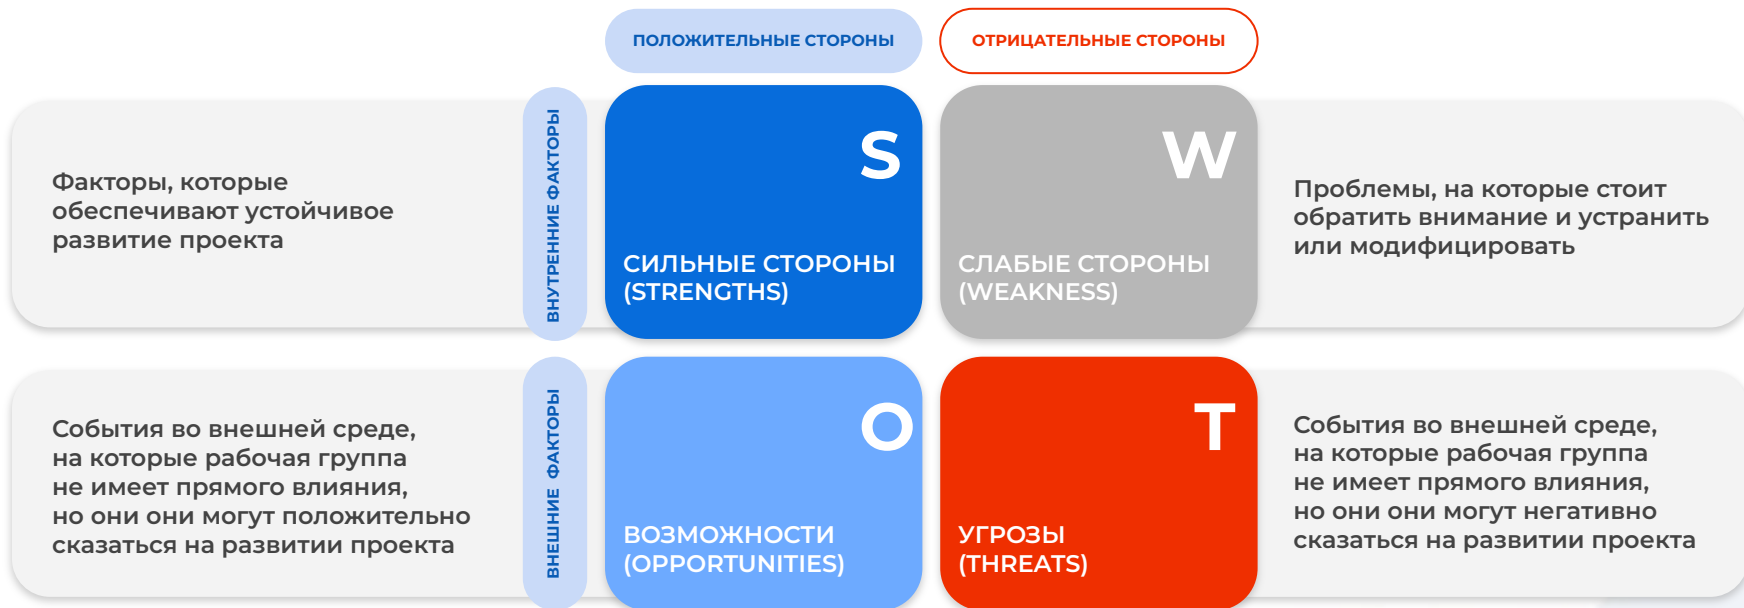 ПОЛОЖИТЕЛЬНЫЕ СТОРОНЫ
ОТРИЦАТЕЛЬНЫЕ СТОРОНЫ
Факторы, которые
обеспечивают устойчивое
развитие проекта
ВНУТРЕННИЕ ФАКТОРЫ
S
СИЛЬНЫЕ СТОРОНЫ
(STRENGTHS)
W
СЛАБЫЕ СТОРОНЫ
(WEAKNESS)
Проблемы, на которые стоит
обратить внимание и устранить
или модифицировать
События во внешней среде,
на которые рабочая группа
не имеет прямого влияния,
но они они могут положительно
сказаться на развитии проекта
ВНЕШНИЕ ФАКТОРЫ
O
ВОЗМОЖНОСТИ
(OPPORTUNITIES)
T
УГРОЗЫ
(THREATS)
События во внешней среде,
на которые рабочая группа
не имеет прямого влияния,
но они они могут негативно
сказаться на развитии проекта